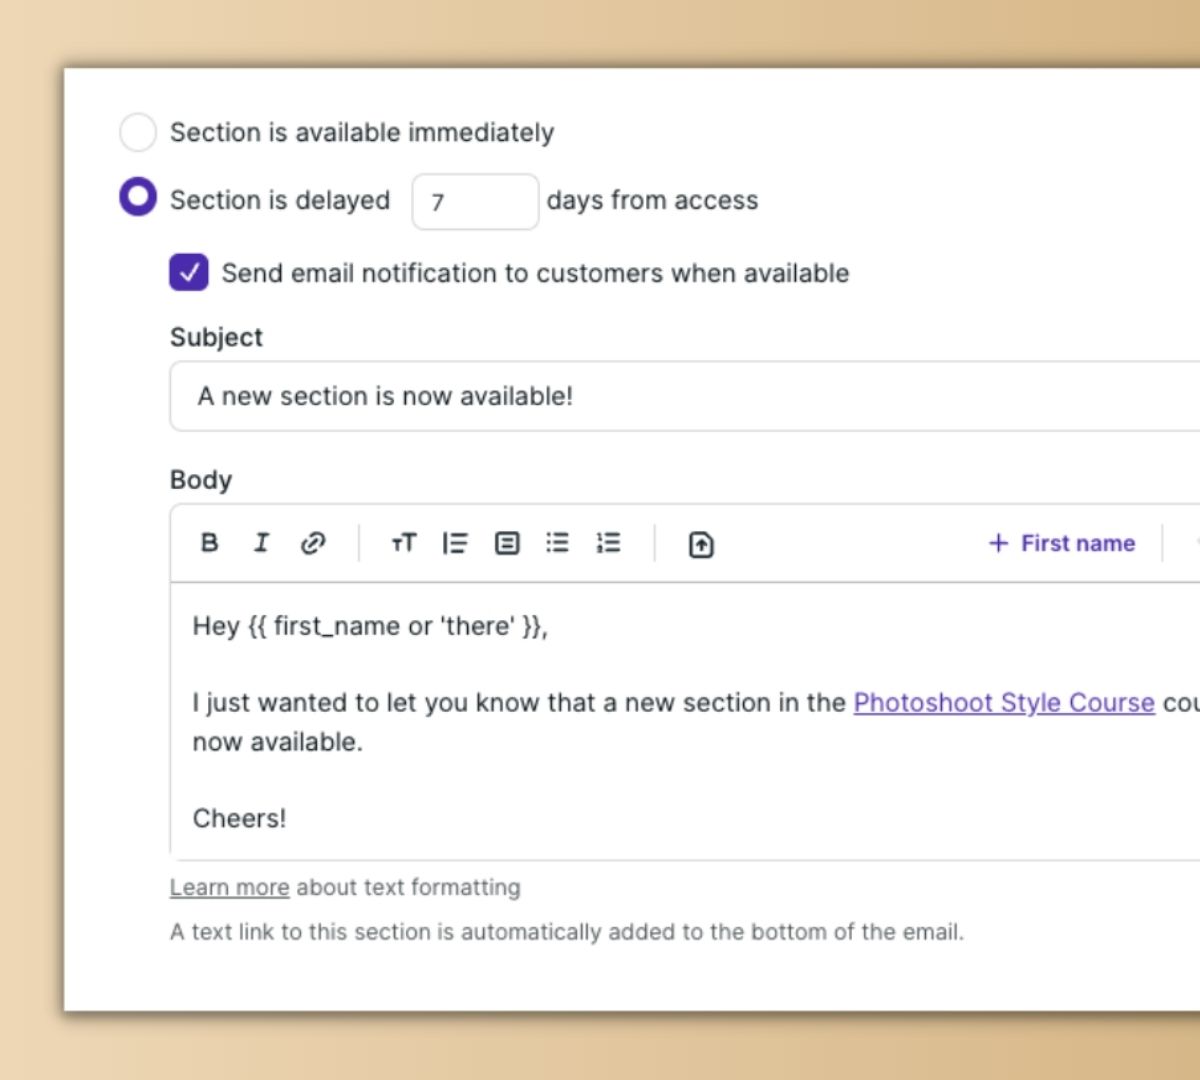 Section is available immediately
Section is delayed 7 days from access
Send email notification to customers when available
Subject
A new section is now available!
Body
B I TT + First name
Hey {{ first_name or 'there' }},
I just wanted to let you know that a new section in the Photoshoot Style Course
now available.
Cheers!
Learn more about text formatting
A text link to this section is automatically added to the bottom of the email.